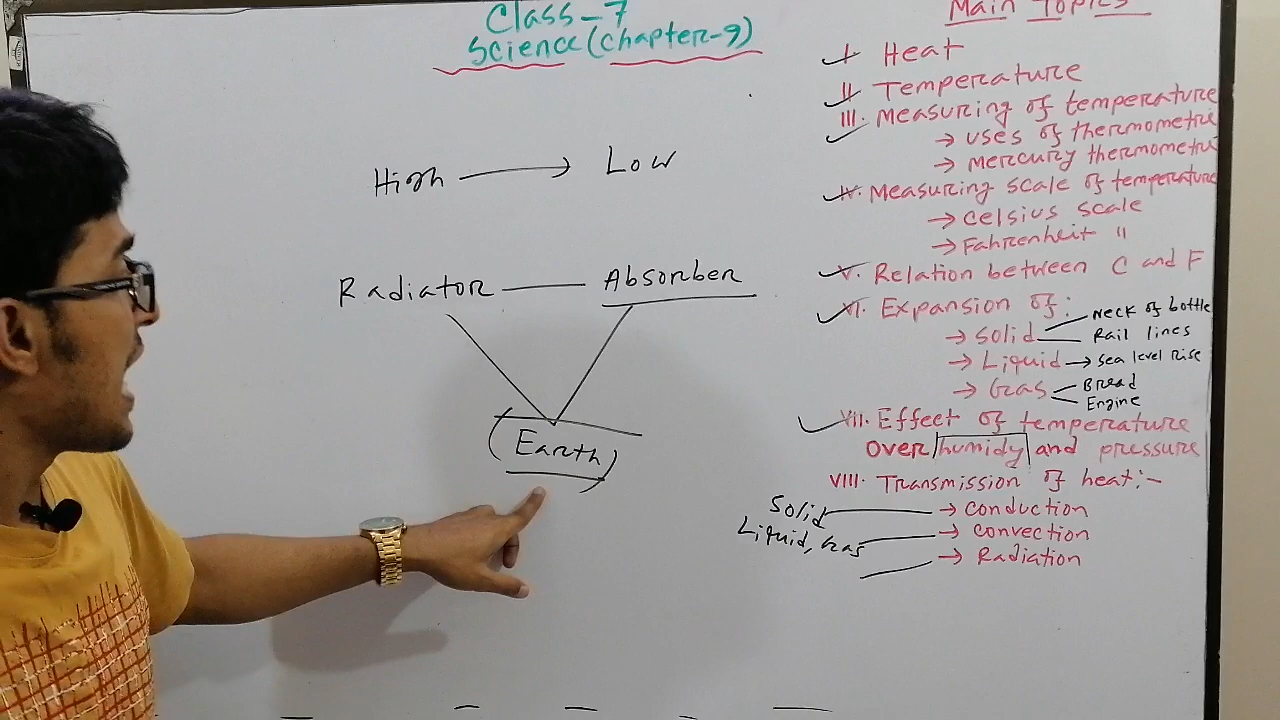 Class-7
Science (chapter-9)
High → Low
Radiator — Absorber
(Earth)
Main Topics
I Heat
II Temperature
III. Measuring of temperature
→ uses of thermometri
→ mercury thermometri
IV. Measuring scale of temperature
→ celsius scale
→ Fahrenheit "
V. Relation between C and F
VI. Expansion of:
→ Solid Neck of bottle
Rail lines
→ Liquid → Sea level Rise
→ Gas Bread
Engine
VII. Effect of temperature
over humidy and pressure
VIII. Transmission of heat:-
Solid → conduction
Liquid, Gas → convection
→ Radiation